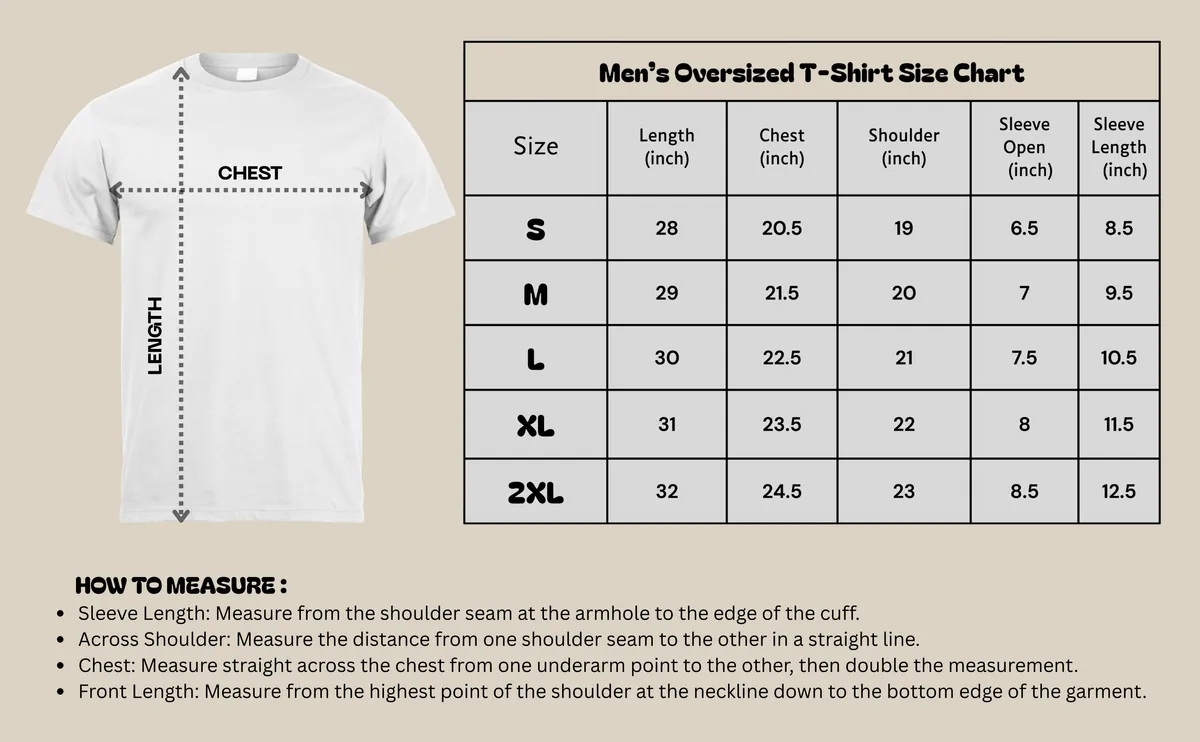 CHEST
LENGTH
Men's Oversized T-Shirt Size Chart
Size Length (inch) Chest (inch) Shoulder (inch) Sleeve Open (inch) Sleeve Length (inch)
S 28 20.5 19 6.5 8.5
M 29 21.5 20 7 9.5
L 30 22.5 21 7.5 10.5
XL 31 23.5 22 8 11.5
2XL 32 24.5 23 8.5 12.5
HOW TO MEASURE :
• Sleeve Length: Measure from the shoulder seam at the armhole to the edge of the cuff.
• Across Shoulder: Measure the distance from one shoulder seam to the other in a straight line.
• Chest: Measure straight across the chest from one underarm point to the other, then double the measurement.
• Front Length: Measure from the highest point of the shoulder at the neckline down to the bottom edge of the garment.